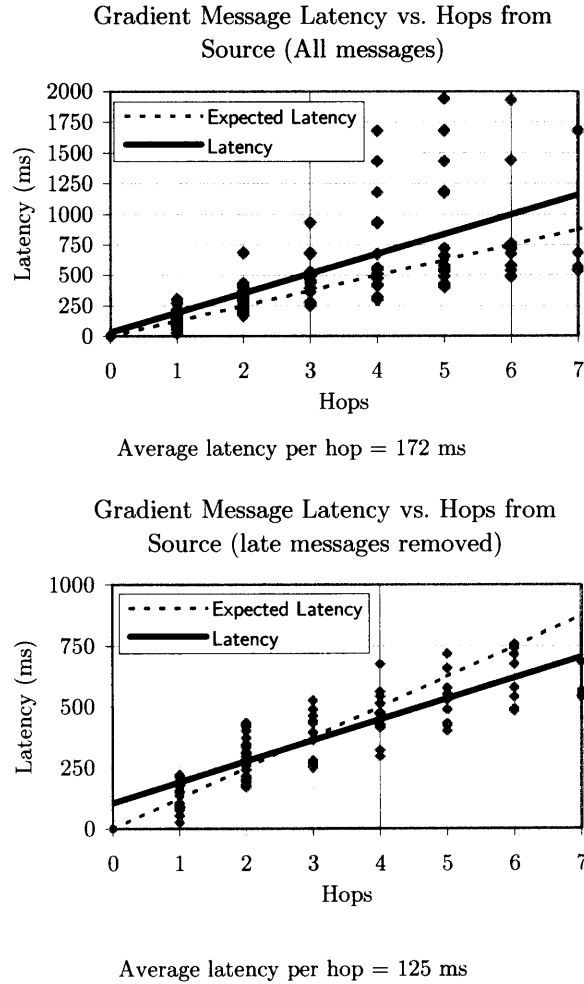 Gradient Message Latency vs. Hops from
Source (All messages)
2000
1750
1500
1250
1000
750
500
250
0
Latency (ms)
Expected Latency
Latency
0 1 2 3 4 5 6 7
Hops
Average latency per hop = 172 ms
Gradient Message Latency vs. Hops from
Source (late messages removed)
1000
750
500
250
0
Latency (ms)
Expected Latency
Latency
0 1 2 3 4 5 6 7
Hops
Average latency per hop = 125 ms